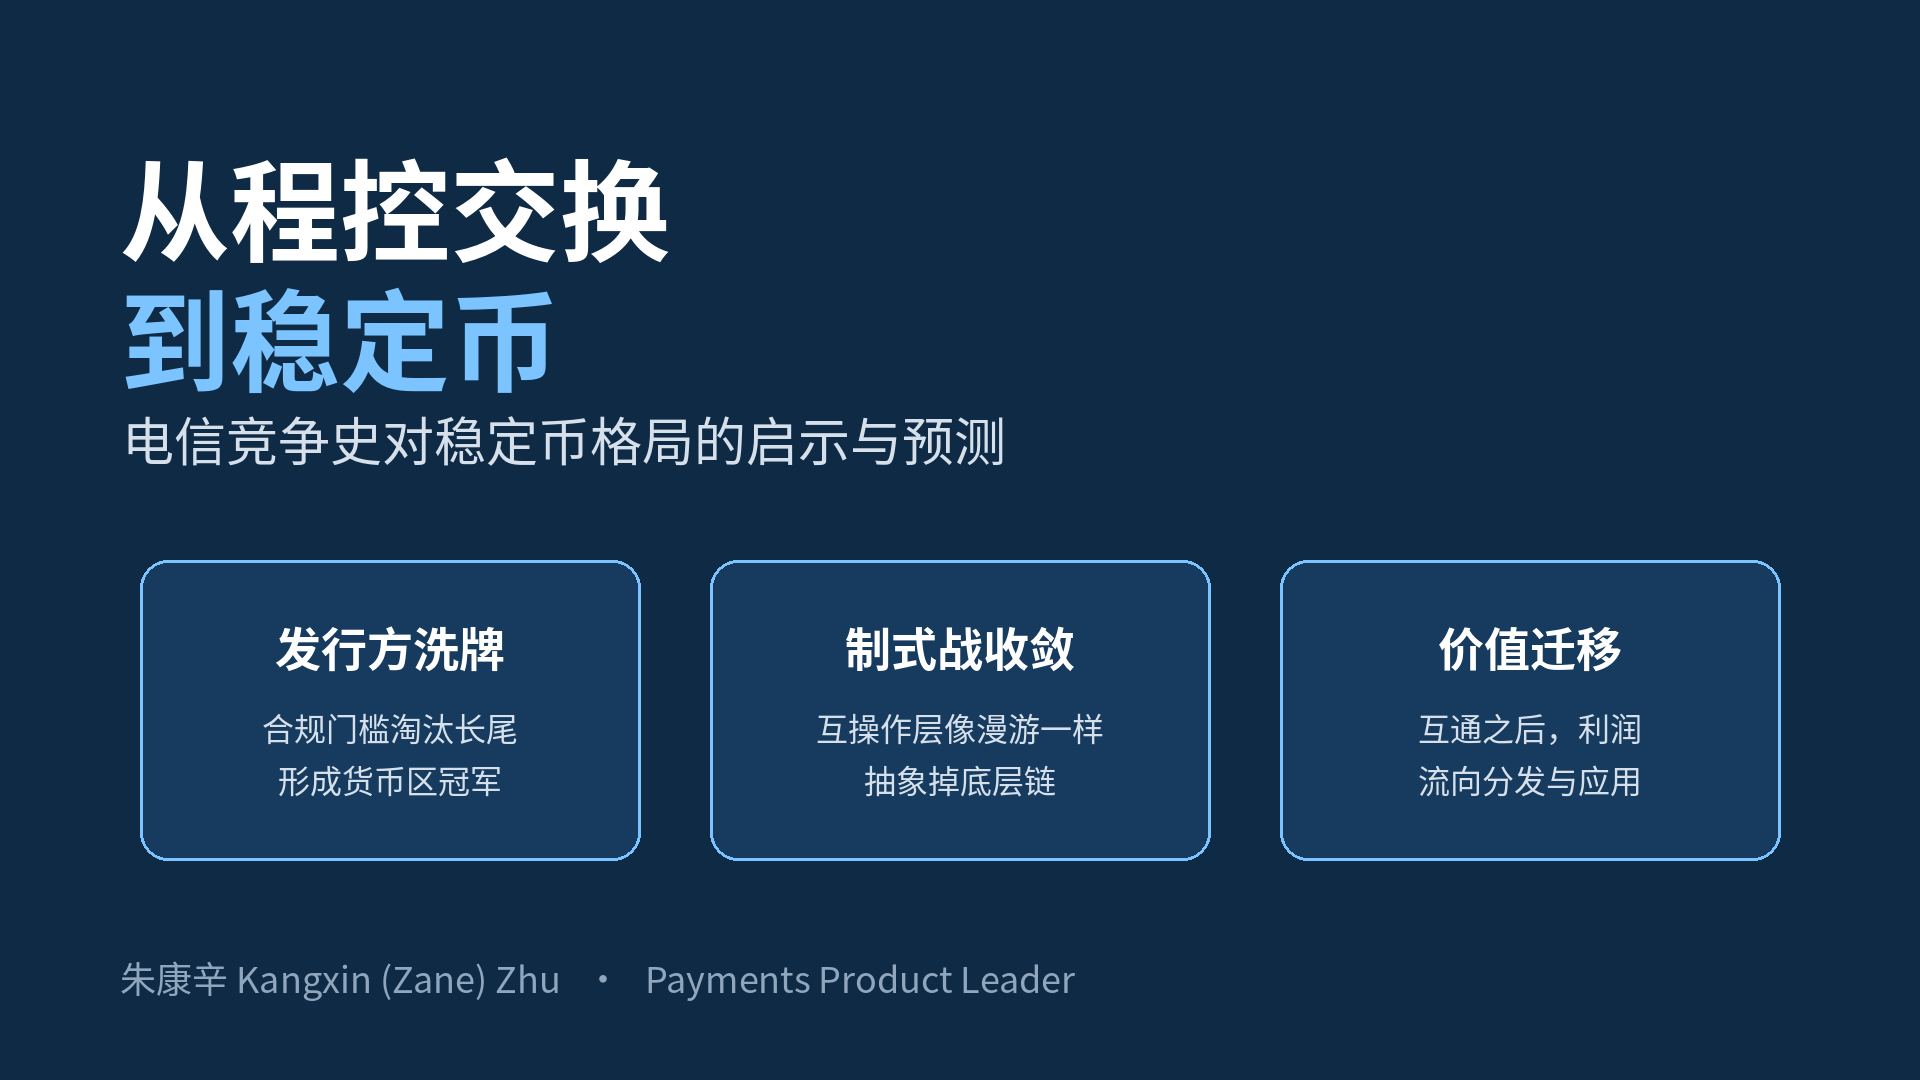 从程控交换
到稳定币
电信竞争史对稳定币格局的启示与预测
发行方洗牌
合规门槛淘汰长尾
形成货币区冠军
制式战收敛
互操作层像漫游一样
抽象掉底层链
价值迁移
互通之后，利润
流向分发与应用
朱康辛 Kangxin (Zane) Zhu · Payments Product Leader